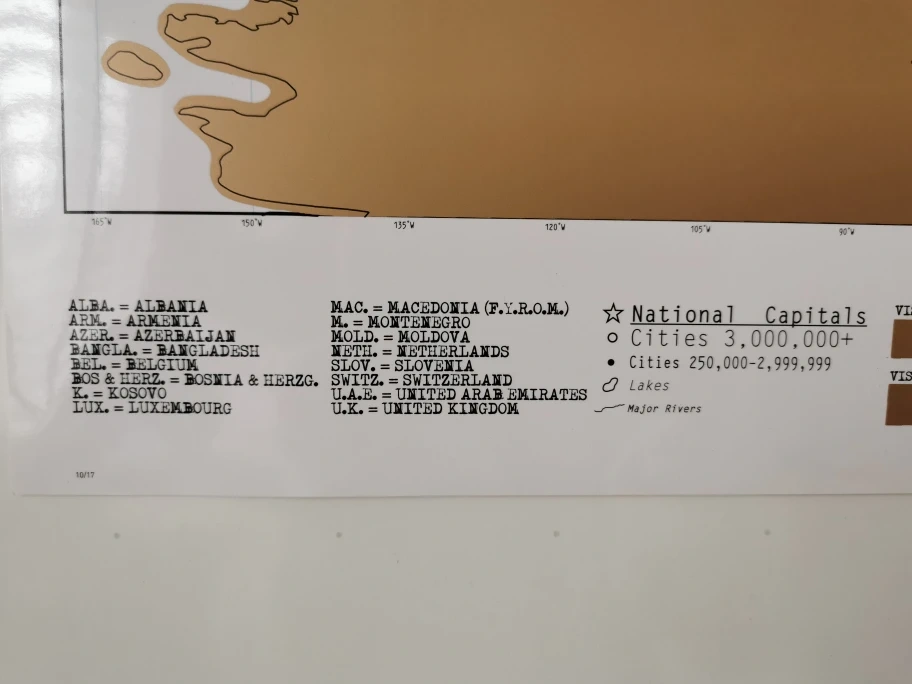 165°W 150°W 135°W 120°W 105°W 90°W
ALBA. = ALBANIA
ARM. = ARMENIA
AZER. = AZERBAIJAN
BANGLA. = BANGLADESH
BEL. = BELGIUM
BOS & HERZ. = BOSNIA & HERZG.
K. = KOSOVO
LUX. = LUXEMBOURG
MAC. = MACEDONIA (F.Y.R.O.M.)
M. = MONTENEGRO
MOLD. = MOLDOVA
NETH. = NETHERLANDS
SLOV. = SLOVENIA
SWITZ. = SWITZERLAND
U.A.E. = UNITED ARAB EMIRATES
U.K. = UNITED KINGDOM
National Capitals
Cities 3,000,000+
Cities 250,000-2,999,999
Lakes
Major Rivers
10/17